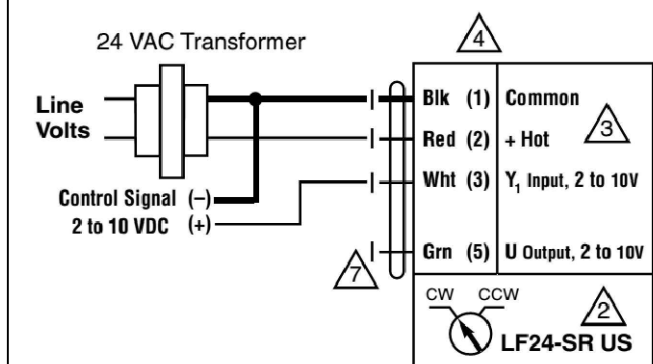 24 VAC Transformer
4
Line
Volts
Blk (1) Common
3
Red (2) + Hot
Wht (3) Y1 Input, 2 to 10V
Control Signal (–)
2 to 10 VDC (+)
7
Grn (5) U Output, 2 to 10V
CW CCW
2
LF24-SR US